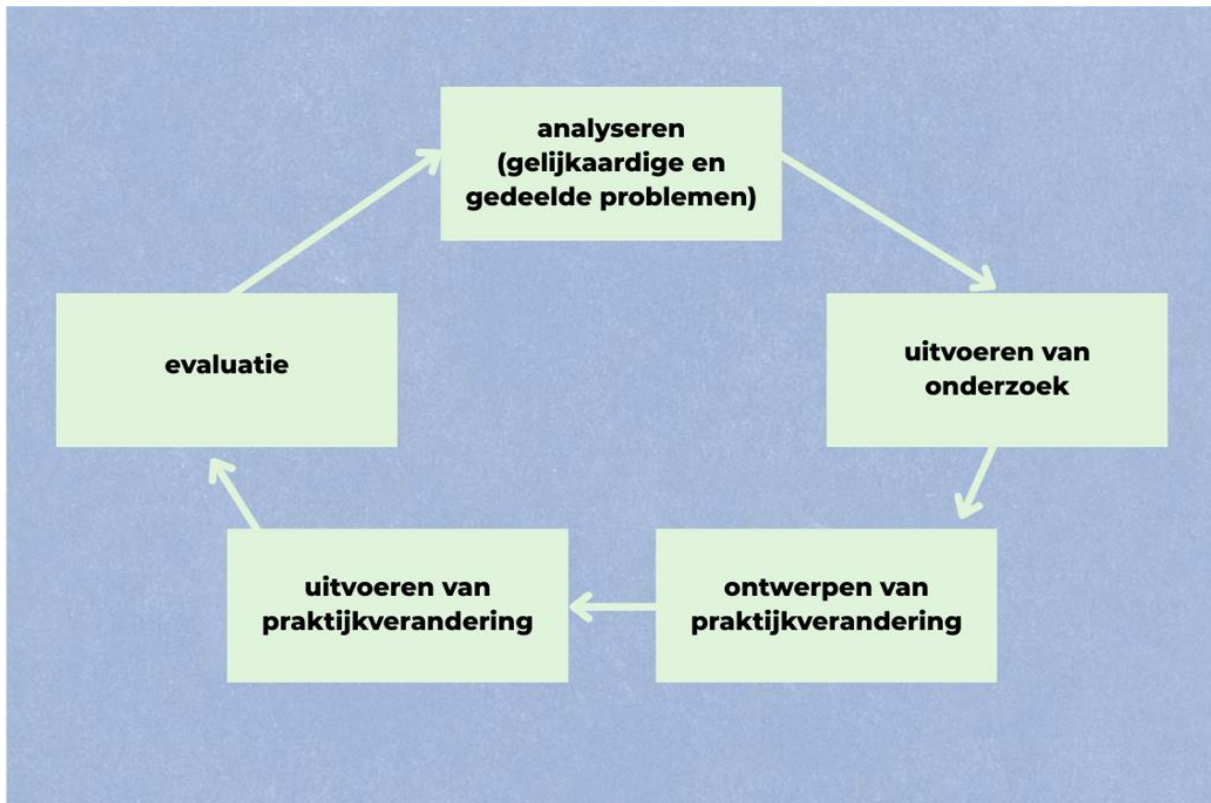 analyseren
(gelijkaardige en
gedeelde problemen)
uitvoeren van
onderzoek
ontwerpen van
praktijkverandering
uitvoeren van
praktijkverandering
evaluatie